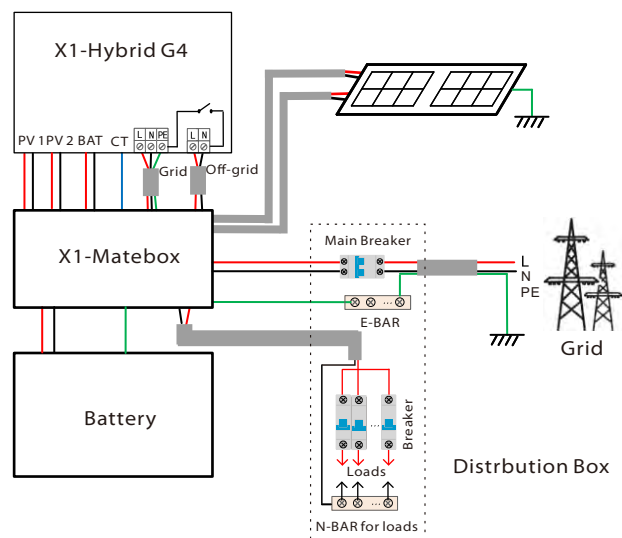 X1-Hybrid G4
PV 1 PV 2 BAT CT
L N PE
L N
Grid
Off-grid
X1-Matebox
Main Breaker
L
N
PE
E-BAR
Grid
Battery
Breaker
Loads
Distrbution Box
N-BAR for loads